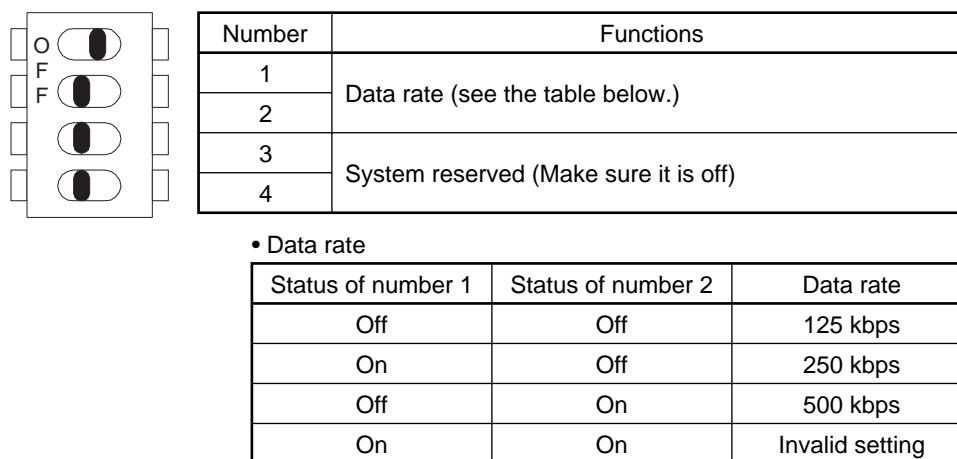 O
F
F
Number Functions
1
2
Data rate (see the table below.)
3
4
System reserved (Make sure it is off)
• Data rate
Status of number 1 Status of number 2 Data rate
Off Off 125 kbps
On Off 250 kbps
Off On 500 kbps
On On Invalid setting